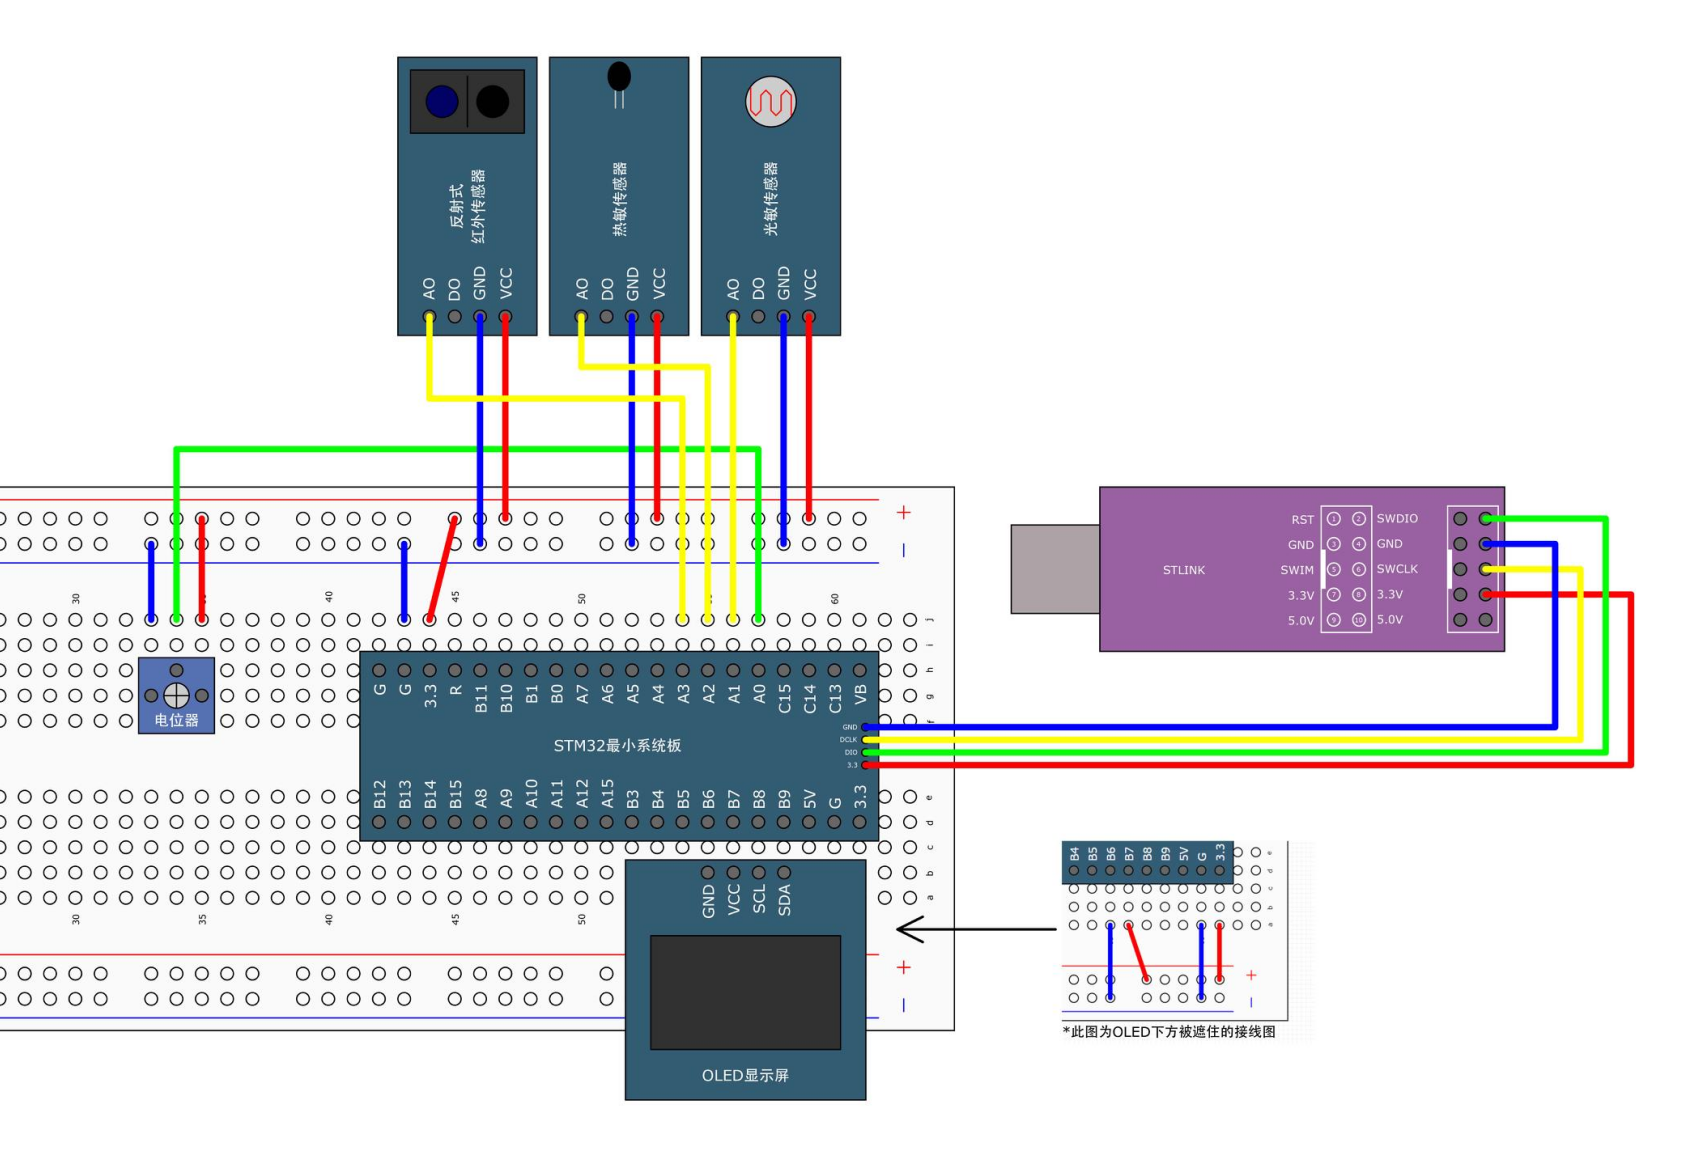 反射式
红外传感器
AO DO GND VCC
热敏传感器
AO DO GND VCC
光敏传感器
AO DO GND VCC
+
−
30 40 45 50 60
j
i
h
g
f
电位器
G G 3.3 R B11 B10 B1 B0 A7 A6 A5 A4 A3 A2 A1 A0 C15 C14 C13 VB
GND
DCLK
DIO
3.3
STM32最小系统板
B12 B13 B14 B15 A8 A9 A10 A11 A12 A15 B3 B4 B5 B6 B7 B8 B9 5V G 3.3
e
d
c
b
a
30 35 40 45 50
+
−
GND VCC SCL SDA
OLED显示屏
STLINK
RST 1 2 SWDIO
GND 3 4 GND
SWIM 5 6 SWCLK
3.3V 7 8 3.3V
5.0V 9 10 5.0V
B4 B5 B6 B7 B8 B9 5V G 3.3
e
d
c
b
a
+
−
*此图为OLED下方被遮住的接线图